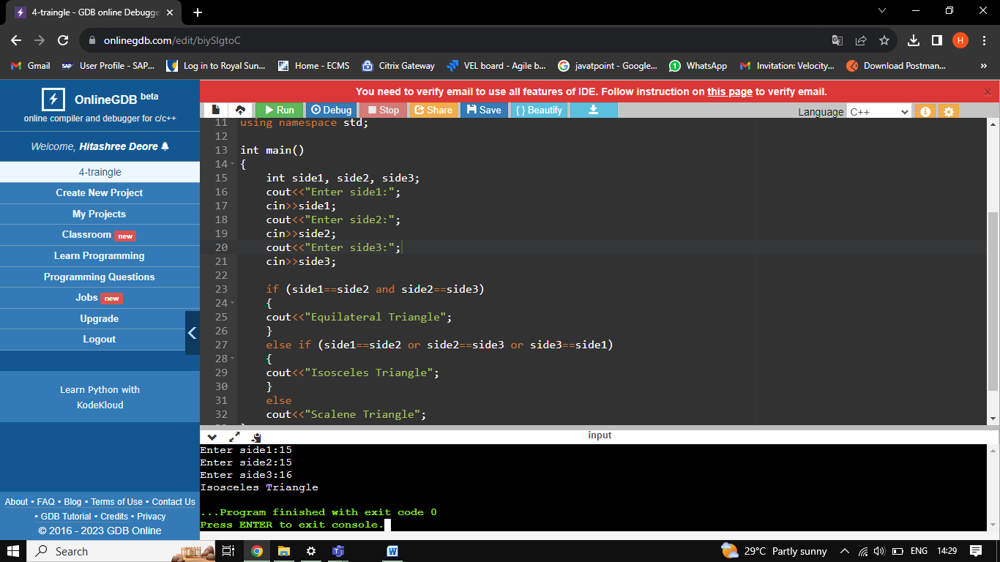 4-traingle - GDB online Debugge
onlinegdb.com/edit/biySIgtoC
H
Gmail
SAP User Profile - SAP...
Log in to Royal Sun...
Home - ECMS
Citrix Gateway
VEL board - Agile b...
javatpoint - Google...
1 WhatsApp
Invitation: Velocity...
Download Postman...
»
OnlineGDB beta
online compiler and debugger for c/c++
Welcome, Hitashree Deore
4-traingle
Create New Project
My Projects
Classroom new
Learn Programming
Programming Questions
Jobs new
Upgrade
Logout
Learn Python with
KodeKloud
About • FAQ • Blog • Terms of Use • Contact Us
• GDB Tutorial • Credits • Privacy
© 2016 - 2023 GDB Online
You need to verify email to use all features of IDE. Follow instruction on this page to verify email.
Run Debug Stop Share Save { } Beautify
Language C++
11 using namespace std;
12
13 int main()
14 {
15 int side1, side2, side3;
16 cout<<"Enter side1:";
17 cin>>side1;
18 cout<<"Enter side2:";
19 cin>>side2;
20 cout<<"Enter side3:";
21 cin>>side3;
22
23 if (side1==side2 and side2==side3)
24 {
25 cout<<"Equilateral Triangle";
26 }
27 else if (side1==side2 or side2==side3 or side3==side1)
28 {
29 cout<<"Isosceles Triangle";
30 }
31 else
32 cout<<"Scalene Triangle";
input
Enter side1:15
Enter side2:15
Enter side3:16
Isosceles Triangle
...Program finished with exit code 0
Press ENTER to exit console.
Search
29°C Partly sunny
ENG
14:29